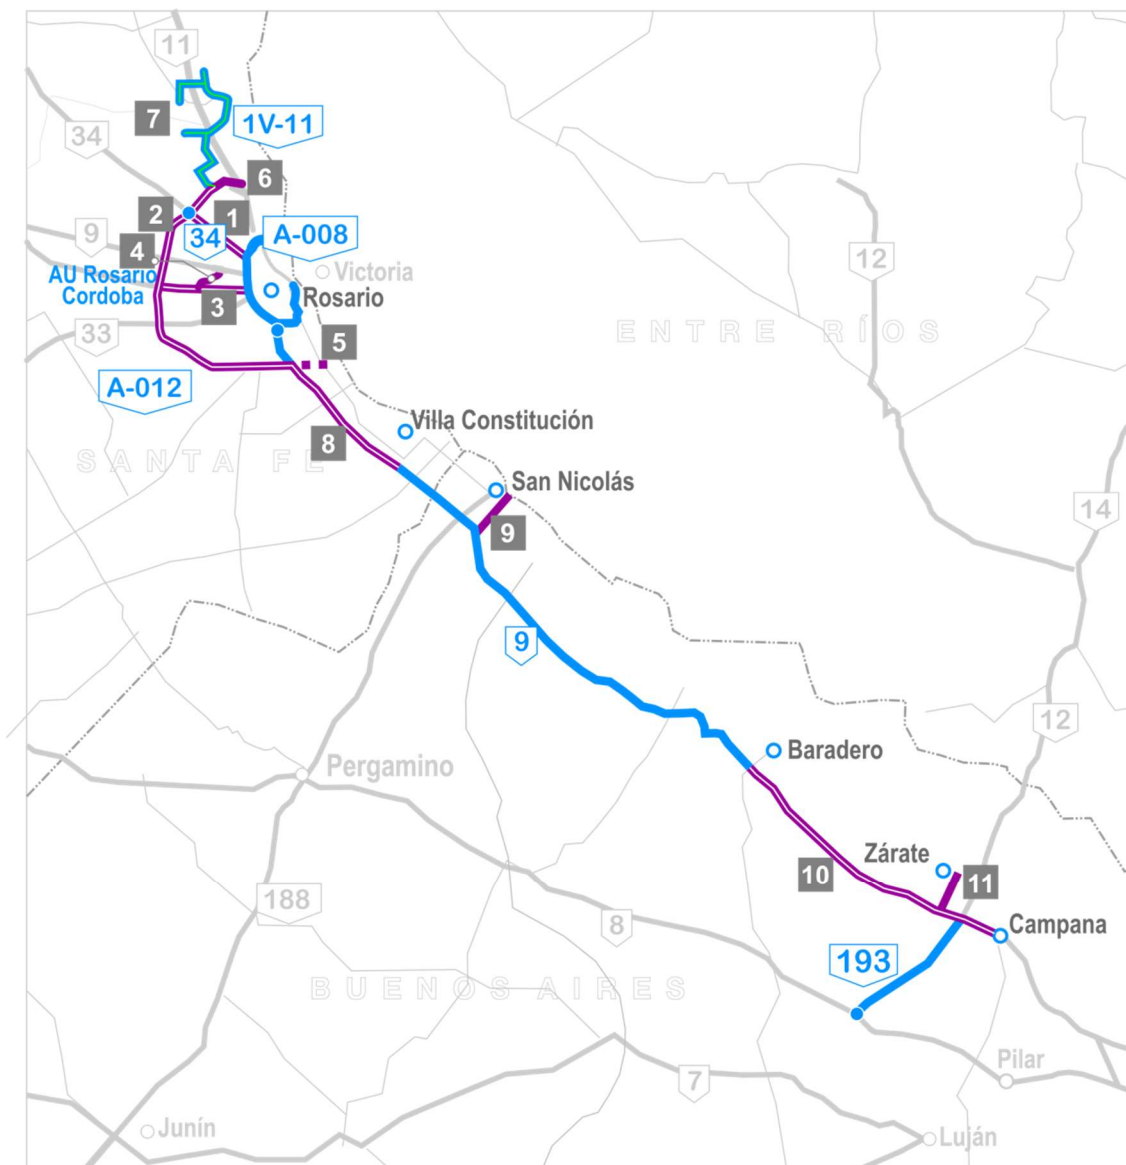 11
7
1V-11
34
6
2
1
9
34
A-008
4
AU Rosario
Cordoba
Victoria
12
3
Rosario
33
5
ENTRE RÍOS
A-012
Villa Constitución
8
SANTA FE
San Nicolás
14
9
9
12
Baradero
Pergamino
Zárate
10
11
188
8
Campana
193
BUENOS AIRES
Pilar
7
Junín
Luján